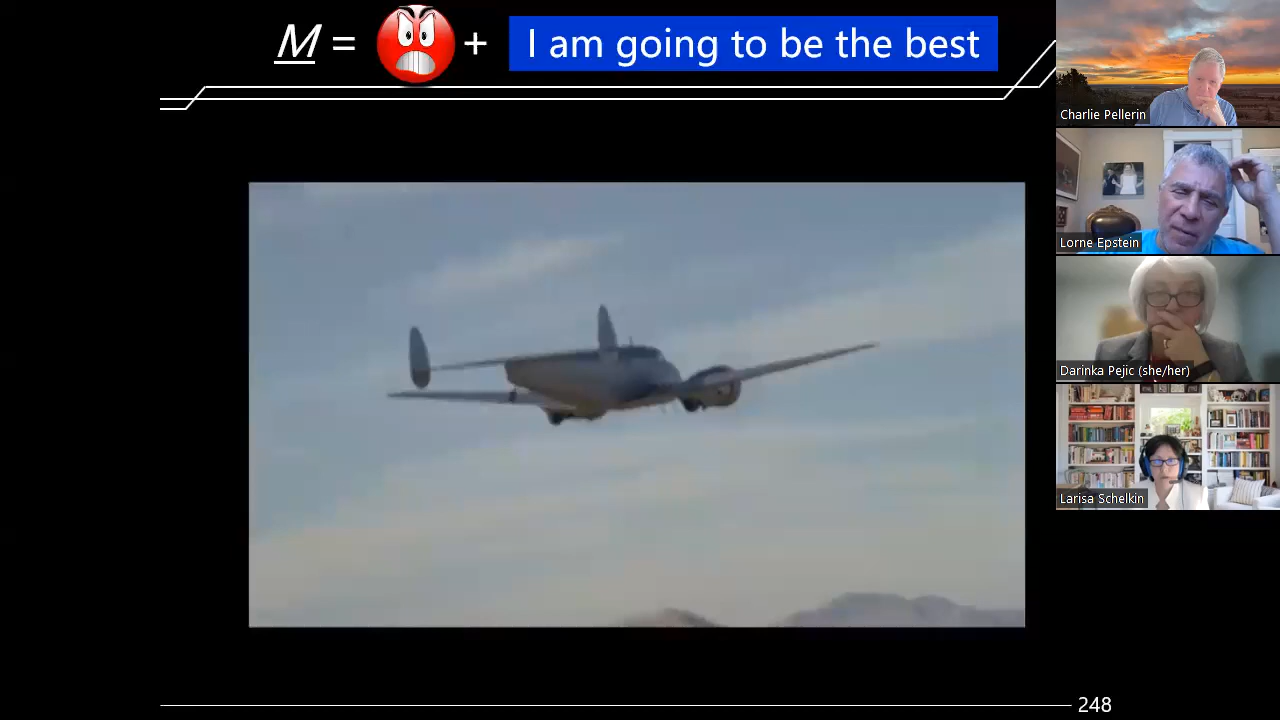 M = + I am going to be the best
Charlie Pellerin
Lorne Epstein
Darinka Pejic (she/her)
Larisa Schelkin
248